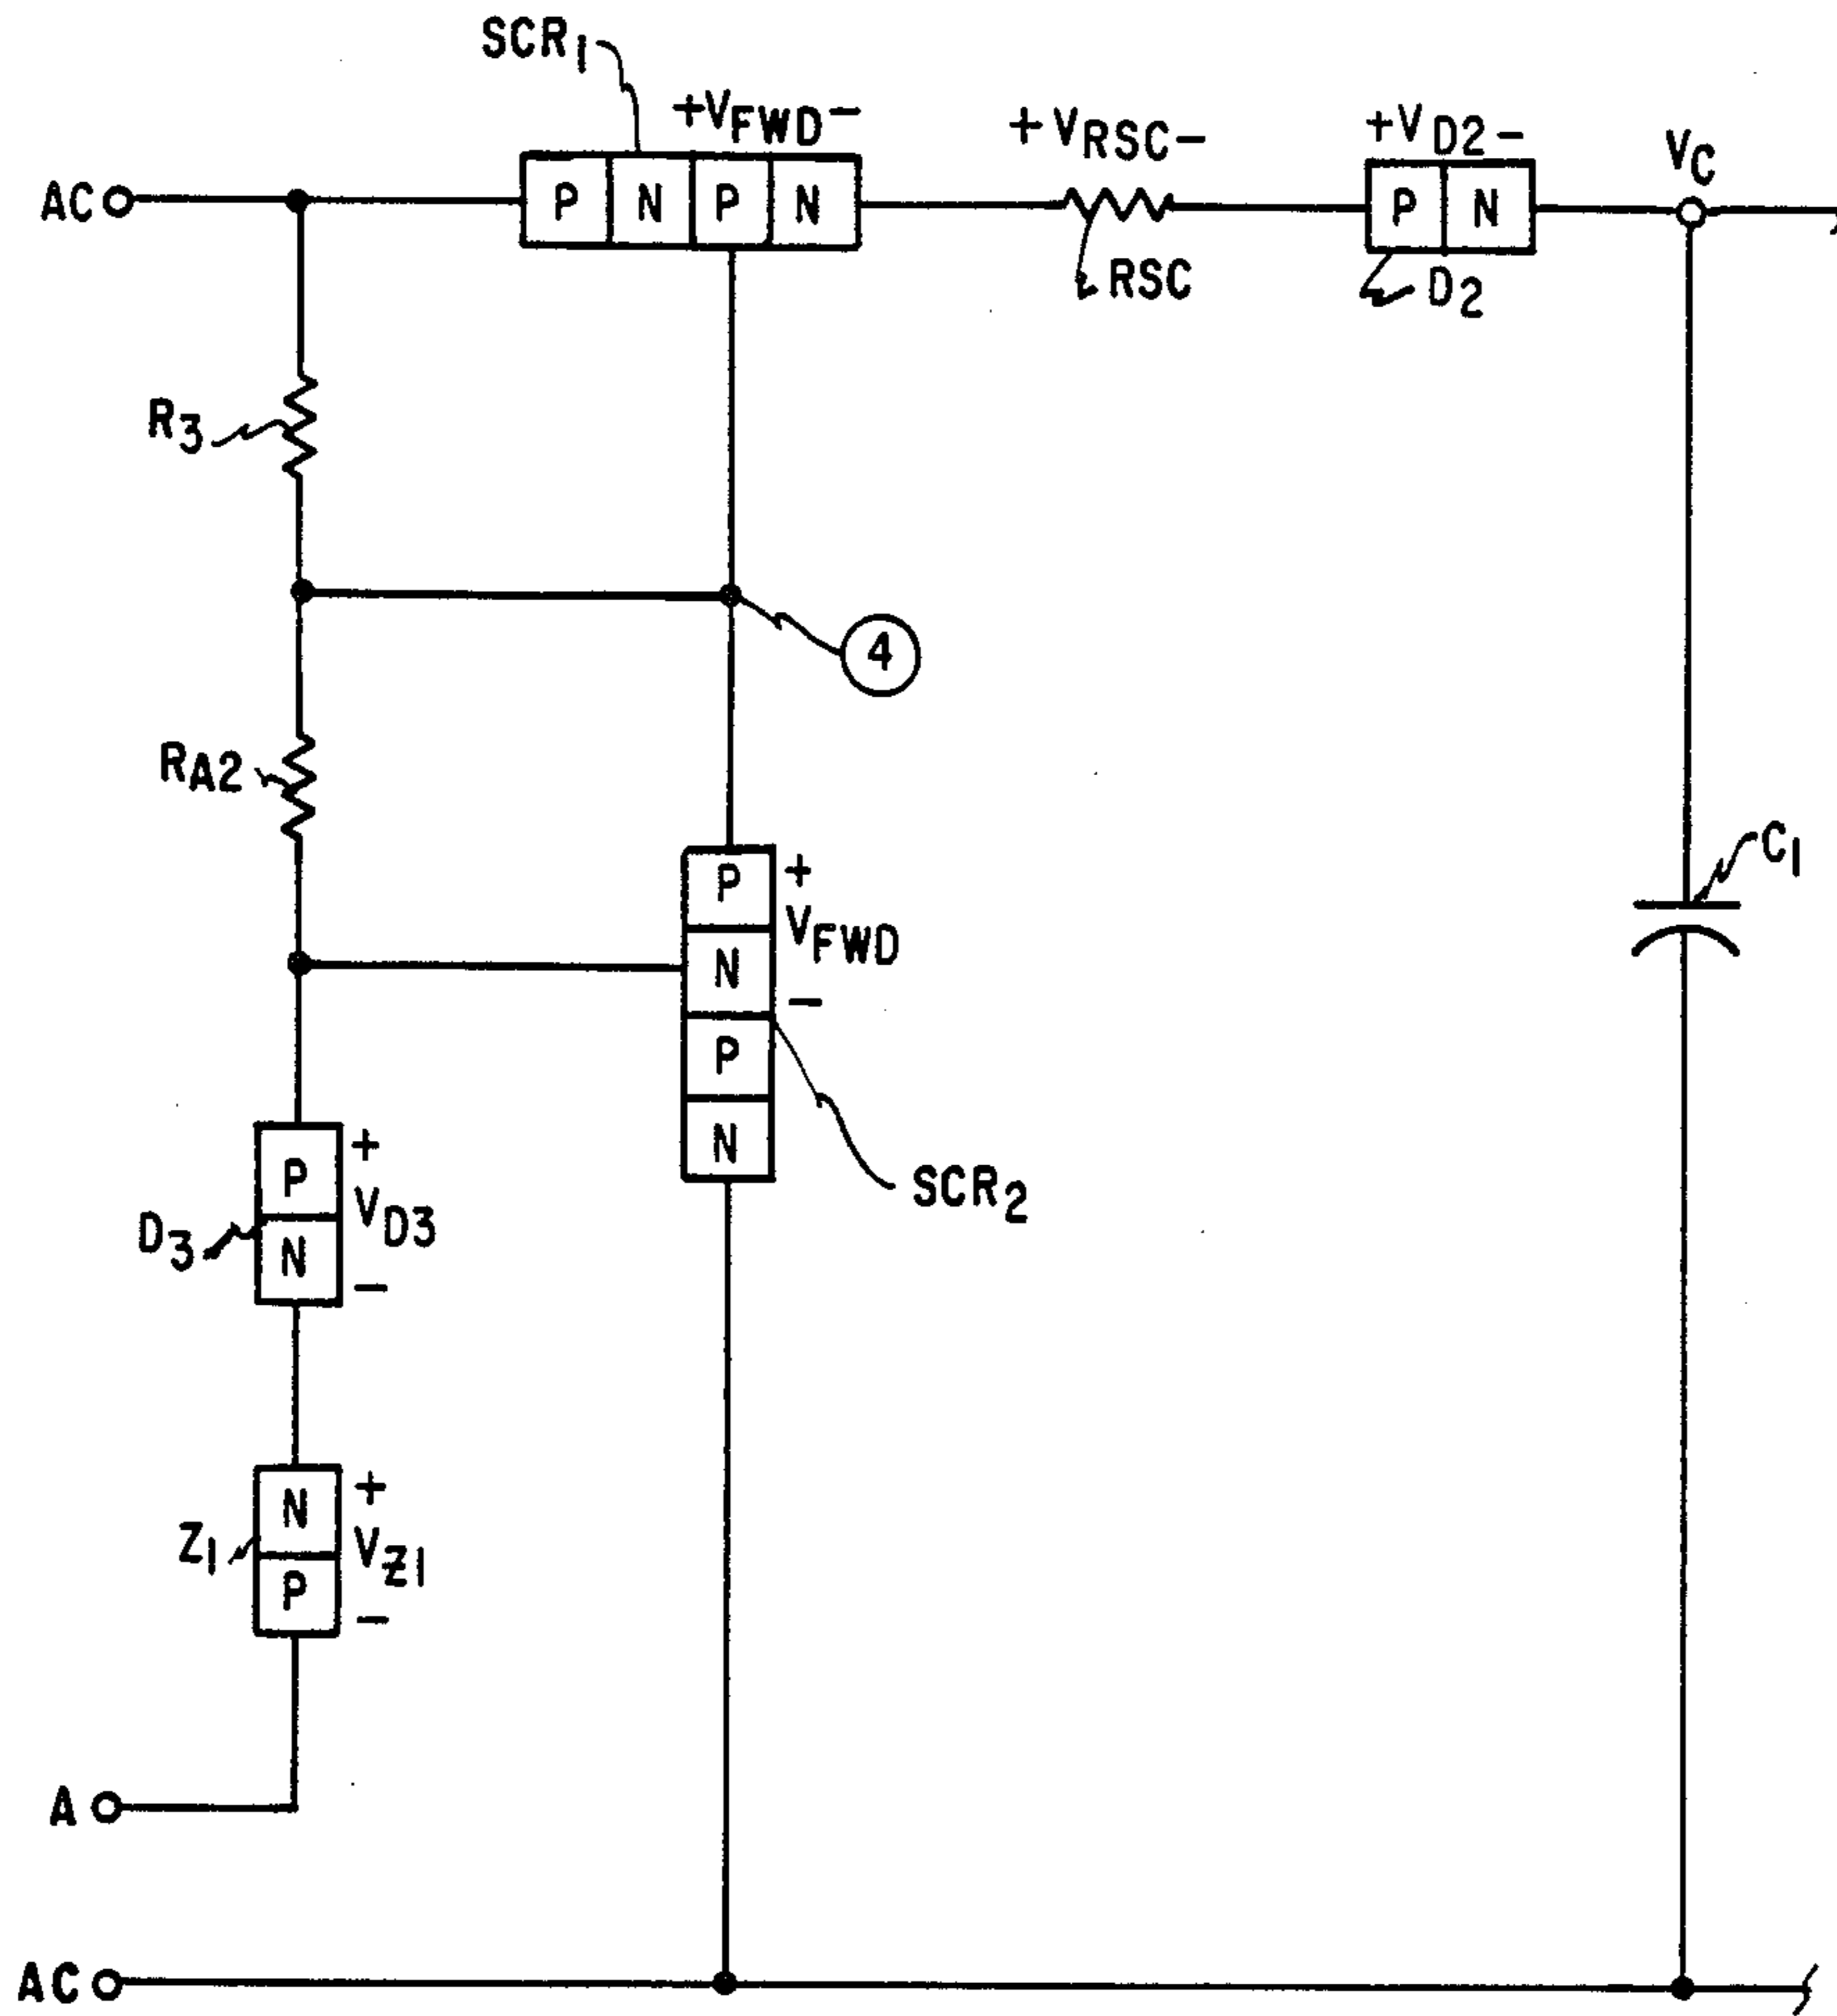 SCR1
+VFWD-
+VRSC-
+VD2-
VC
AC
P N P N
P N
RSC
D2
R3
4
RA2
C1
P
N
P
N
+
VFWD
-
SCR2
P
N
+
VD3
-
D3
N
P
+
VZ1
-
Z1
A
AC